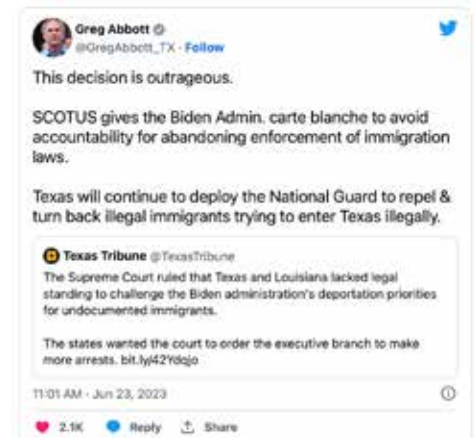 Greg Abbott
@GregAbbott_TX · Follow
This decision is outrageous.
SCOTUS gives the Biden Admin. carte blanche to avoid
accountability for abandoning enforcement of immigration
laws.
Texas will continue to deploy the National Guard to repel &
turn back illegal immigrants trying to enter Texas illegally.
Texas Tribune @TexasTribune
The Supreme Court ruled that Texas and Louisiana lacked legal
standing to challenge the Biden administration's deportation priorities
for undocumented immigrants.
The states wanted the court to order the executive branch to make
more arrests. bit.ly/42Ydqjo
11:01 AM · Jun 23, 2023
2.1K Reply Share